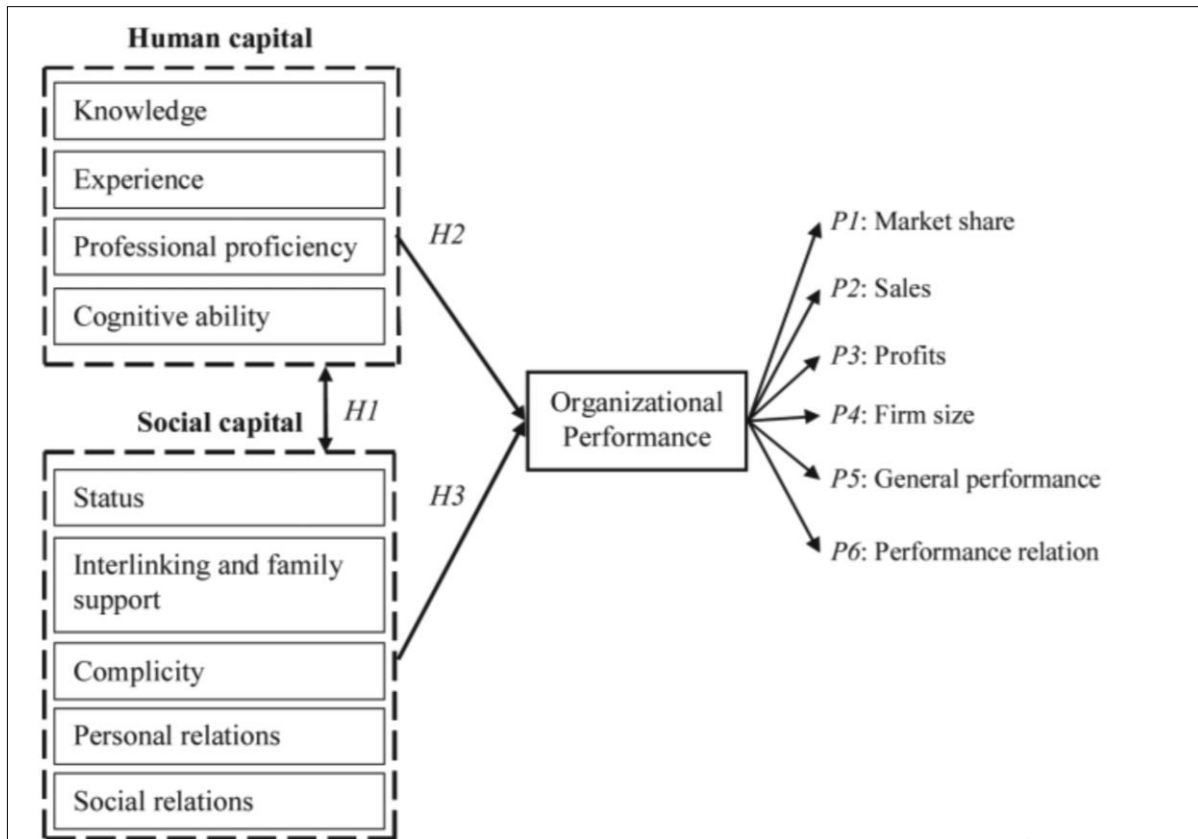 Human capital
Knowledge
Experience
Professional proficiency
Cognitive ability
H1
Social capital
Status
Interlinking and family
support
Complicity
Personal relations
Social relations
H2
H3
Organizational
Performance
P1: Market share
P2: Sales
P3: Profits
P4: Firm size
P5: General performance
P6: Performance relation